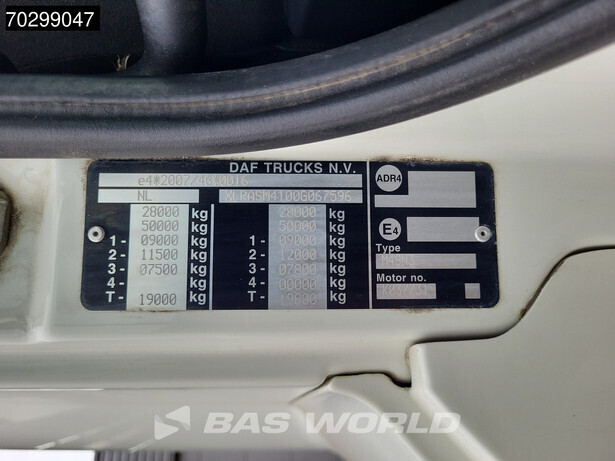 70299047
DAF TRUCKS N.V.
e4*2007/46*0016
NL XLRASM4100G067596
28000 kg 28000 kg
50000 kg 50000 kg
1- 09000 kg 1- 09000 kg
2- 11500 kg 2- 12000 kg
3- 07500 kg 3- 07800 kg
4- kg 4- 00000 kg
T- 19000 kg T- 19800 kg
ADR4
E4
Type
Motor no.
BAS WORLD